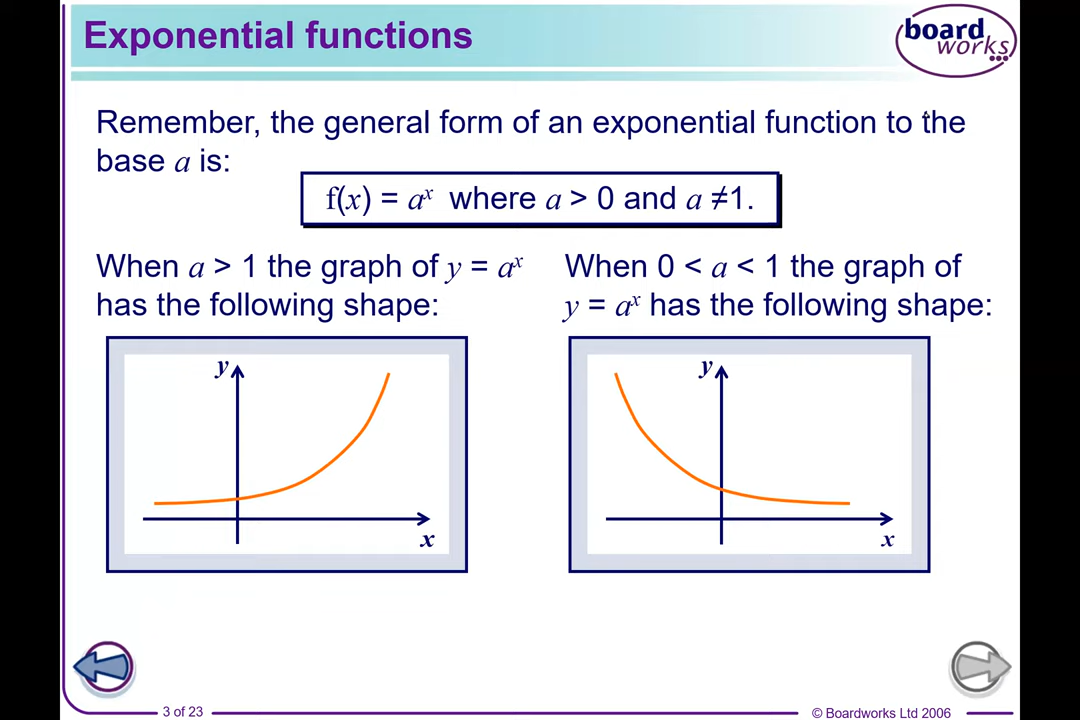 Exponential functions
board
works
Remember, the general form of an exponential function to the
base a is:
f(x) = aˣ where a > 0 and a ≠1.
When a > 1 the graph of y = aˣ
has the following shape:
When 0 < a < 1 the graph of
y = aˣ has the following shape:
y
x
y
x
3 of 23
© Boardworks Ltd 2006